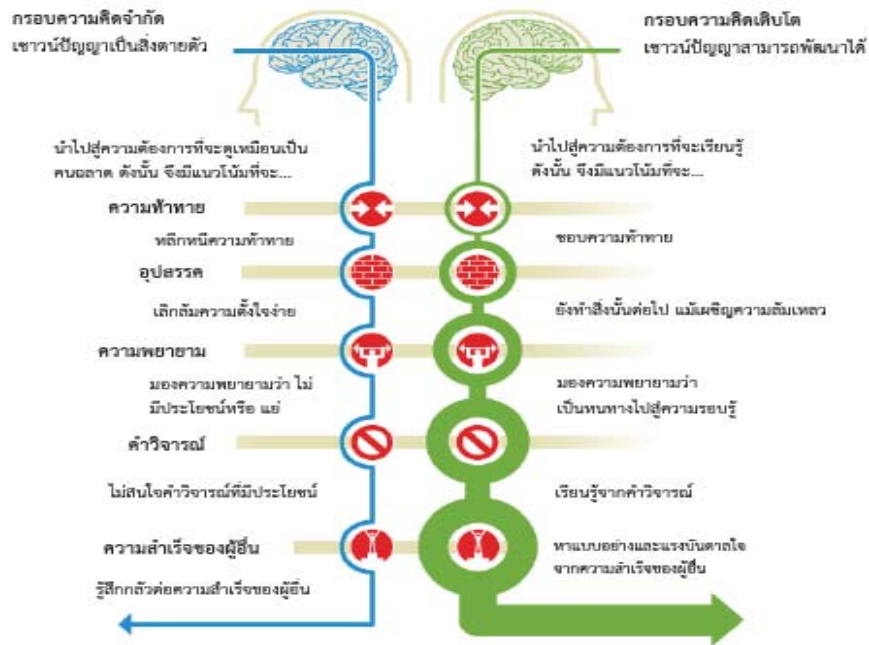 กรอบความคิดจำกัด
เชาวน์ปัญญาเป็นสิ่งตายตัว
กรอบความคิดเติบโต
เชาวน์ปัญญาสามารถพัฒนาได้
นำไปสู่ความต้องการที่จะดูเหมือนเป็น
คนฉลาด ดังนั้น จึงมีแนวโน้มที่จะ...
นำไปสู่ความต้องการที่จะเรียนรู้
ดังนั้น จึงมีแนวโน้มที่จะ...
ความท้าทาย
หลีกหนีความท้าทาย
ชอบความท้าทาย
อุปสรรค
เลิกล้มความตั้งใจง่าย
ยังทำสิ่งนั้นต่อไป แม้เผชิญความล้มเหลว
ความพยายาม
มองความพยายามว่า ไม่
มีประโยชน์หรือ แย่
มองความพยายามว่า
เป็นหนทางไปสู่ความรอบรู้
คำวิจารณ์
ไม่สนใจคำวิจารณ์ที่มีประโยชน์
เรียนรู้จากคำวิจารณ์
ความสำเร็จของผู้อื่น
รู้สึกกลัวต่อความสำเร็จของผู้อื่น
หาแบบอย่างและแรงบันดาลใจ
จากความสำเร็จของผู้อื่น